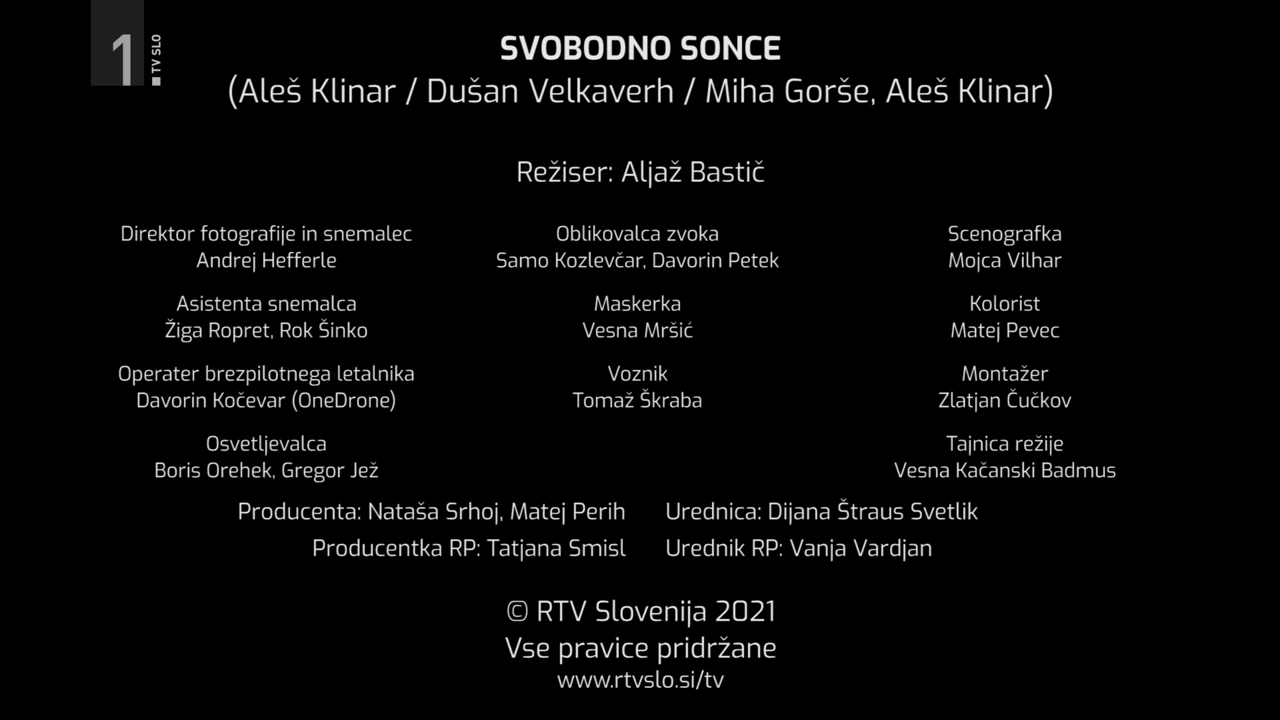 1
TV SLO
SVOBODNO SONCE
(Aleš Klinar / Dušan Velkaverh / Miha Gorše, Aleš Klinar)
Režiser: Aljaž Bastič
Direktor fotografije in snemalec
Andrej Hefferle
Asistenta snemalca
Žiga Ropret, Rok Šinko
Operater brezpilotnega letalnika
Davorin Kočevar (OneDrone)
Osvetljevalca
Boris Orehek, Gregor Jež
Oblikovalca zvoka
Samo Kozlevčar, Davorin Petek
Maskerka
Vesna Mršić
Voznik
Tomaž Škraba
Scenografka
Mojca Vilhar
Kolorist
Matej Pevec
Montažer
Zlatjan Čučkov
Tajnica režije
Vesna Kačanski Badmus
Producenta: Nataša Srhoj, Matej Perih
Urednica: Dijana Štraus Svetlik
Producentka RP: Tatjana Smisl
Urednik RP: Vanja Vardjan
© RTV Slovenija 2021
Vse pravice pridržane
www.rtvslo.si/tv